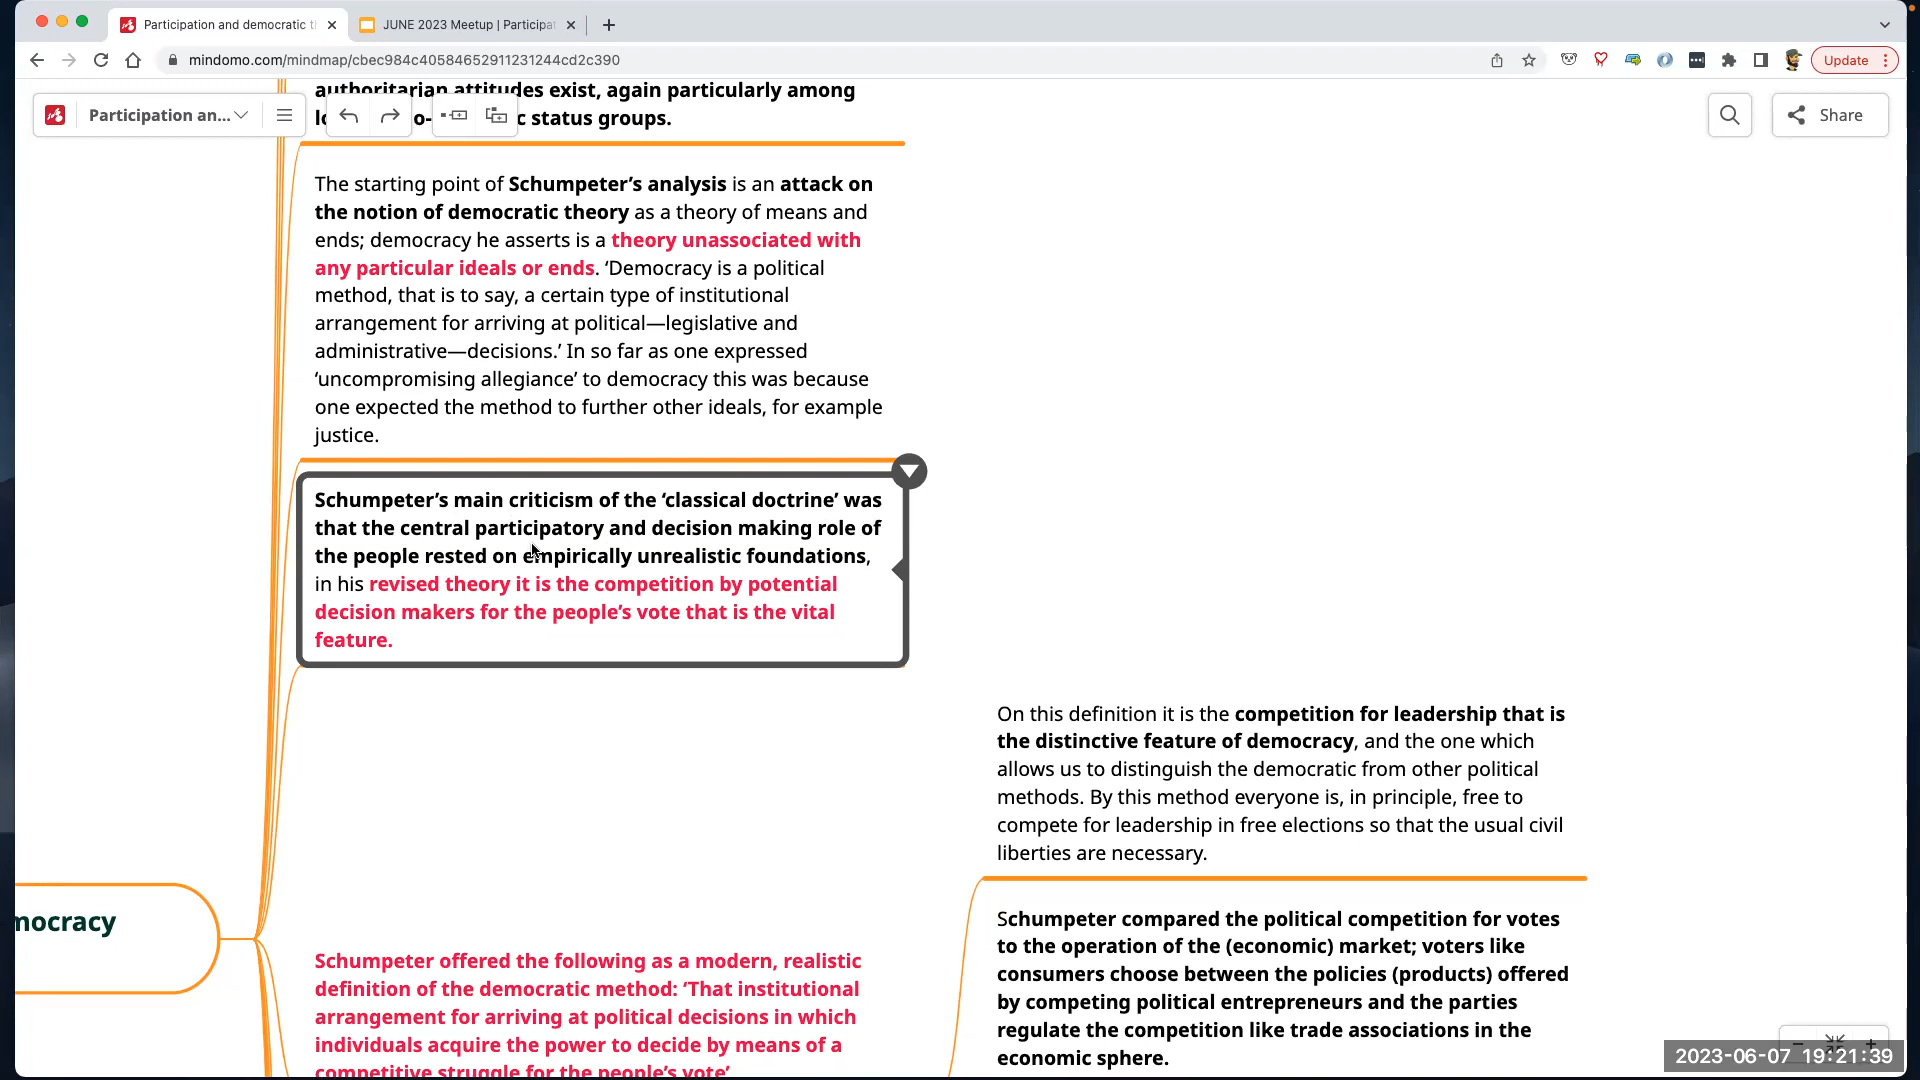 Participation and democratic t
JUNE 2023 Meetup | Participat
mindomo.com/mindmap/cbec984c40584652911231244cd2c390
Update
authoritarian attitudes exist, again particularly among
lo o- c status groups.
Participation an...
Share
The starting point of Schumpeter’s analysis is an attack on
the notion of democratic theory as a theory of means and
ends; democracy he asserts is a theory unassociated with
any particular ideals or ends. ‘Democracy is a political
method, that is to say, a certain type of institutional
arrangement for arriving at political—legislative and
administrative—decisions.’ In so far as one expressed
‘uncompromising allegiance’ to democracy this was because
one expected the method to further other ideals, for example
justice.
Schumpeter’s main criticism of the ‘classical doctrine’ was
that the central participatory and decision making role of
the people rested on empirically unrealistic foundations,
in his revised theory it is the competition by potential
decision makers for the people’s vote that is the vital
feature.
On this definition it is the competition for leadership that is
the distinctive feature of democracy, and the one which
allows us to distinguish the democratic from other political
methods. By this method everyone is, in principle, free to
compete for leadership in free elections so that the usual civil
liberties are necessary.
mocracy
Schumpeter compared the political competition for votes
to the operation of the (economic) market; voters like
consumers choose between the policies (products) offered
by competing political entrepreneurs and the parties
regulate the competition like trade associations in the
economic sphere.
Schumpeter offered the following as a modern, realistic
definition of the democratic method: ‘That institutional
arrangement for arriving at political decisions in which
individuals acquire the power to decide by means of a
competitive struggle for the people’s vote’
2023-06-07 19:21:39